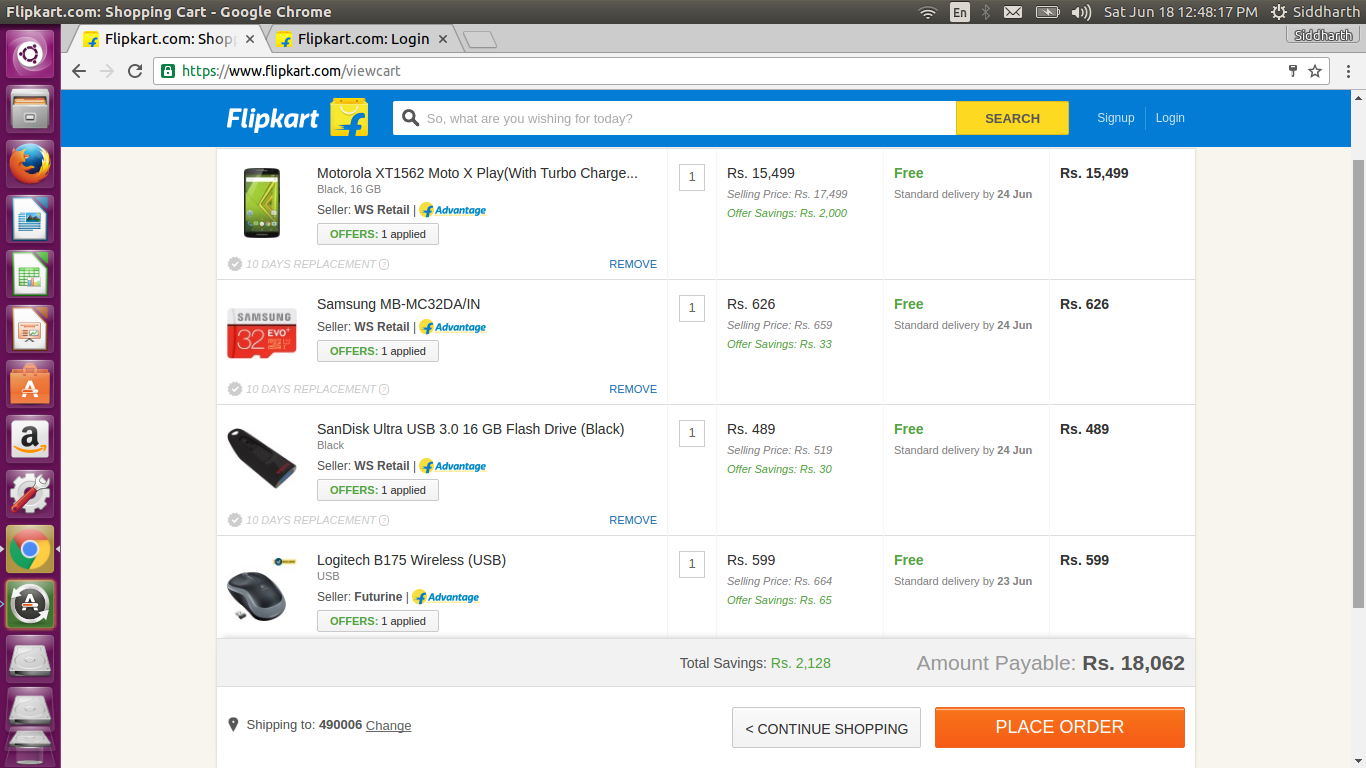 Flipkart.com: Shopping Cart - Google Chrome
En
Sat Jun 18 12:48:17 PM
Siddharth
Flipkart.com: Shop
Flipkart.com: Login
Siddharth
https://www.flipkart.com/viewcart
Flipkart
So, what are you wishing for today?
SEARCH
Signup
Login
Motorola XT1562 Moto X Play(With Turbo Charge...
1
Rs. 15,499
Free
Rs. 15,499
Black, 16 GB
Selling Price: Rs. 17,499
Standard delivery by 24 Jun
Seller: WS Retail | Advantage
Offer Savings: Rs. 2,000
OFFERS: 1 applied
10 DAYS REPLACEMENT ?
REMOVE
Samsung MB-MC32DA/IN
1
Rs. 626
Free
Rs. 626
SAMSUNG
32 EVO+
Seller: WS Retail | Advantage
Selling Price: Rs. 659
Standard delivery by 24 Jun
Offer Savings: Rs. 33
OFFERS: 1 applied
10 DAYS REPLACEMENT ?
REMOVE
SanDisk Ultra USB 3.0 16 GB Flash Drive (Black)
1
Rs. 489
Free
Rs. 489
Black
Selling Price: Rs. 519
Standard delivery by 24 Jun
Seller: WS Retail | Advantage
Offer Savings: Rs. 30
OFFERS: 1 applied
10 DAYS REPLACEMENT ?
REMOVE
Logitech B175 Wireless (USB)
1
Rs. 599
Free
Rs. 599
USB
Selling Price: Rs. 664
Standard delivery by 23 Jun
Seller: Futurine | Advantage
Offer Savings: Rs. 65
OFFERS: 1 applied
Total Savings: Rs. 2,128
Amount Payable: Rs. 18,062
Shipping to: 490006 Change
< CONTINUE SHOPPING
PLACE ORDER